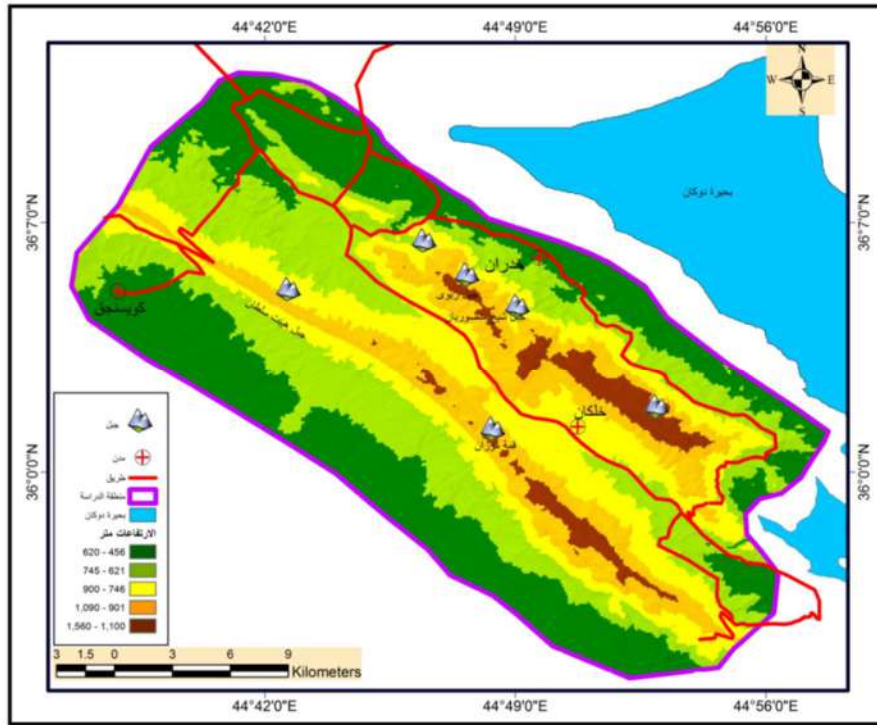 44°42'0"E
44°49'0"E
44°56'0"E
N
W E
S
بحيرة دوكان
36°7'0"N
36°7'0"N
هدران
كويسنجق
خلكان
36°0'0"N
36°0'0"N
جبل
مدن
طريق
منطقة الدراسة
بحيرة دوكان
الارتفاعات متر
620 - 456
745 - 621
900 - 746
1,090 - 901
1,560 - 1,100
3 1.5 0 3 6 9
Kilometers
44°42'0"E
44°49'0"E
44°56'0"E